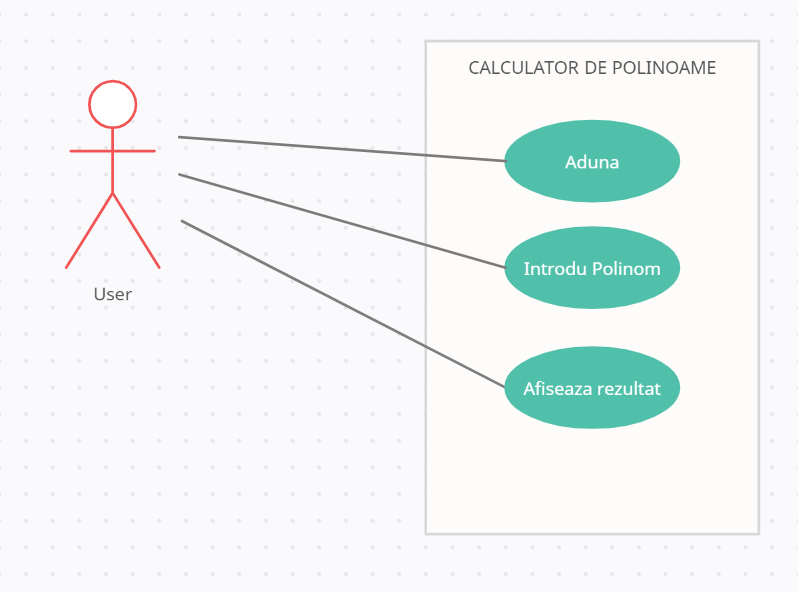 CALCULATOR DE POLINOAME
Aduna
Introdu Polinom
Afiseaza rezultat
User